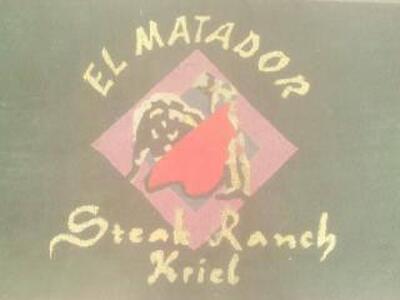 EL MATADOR
Steak Ranch
Kriel